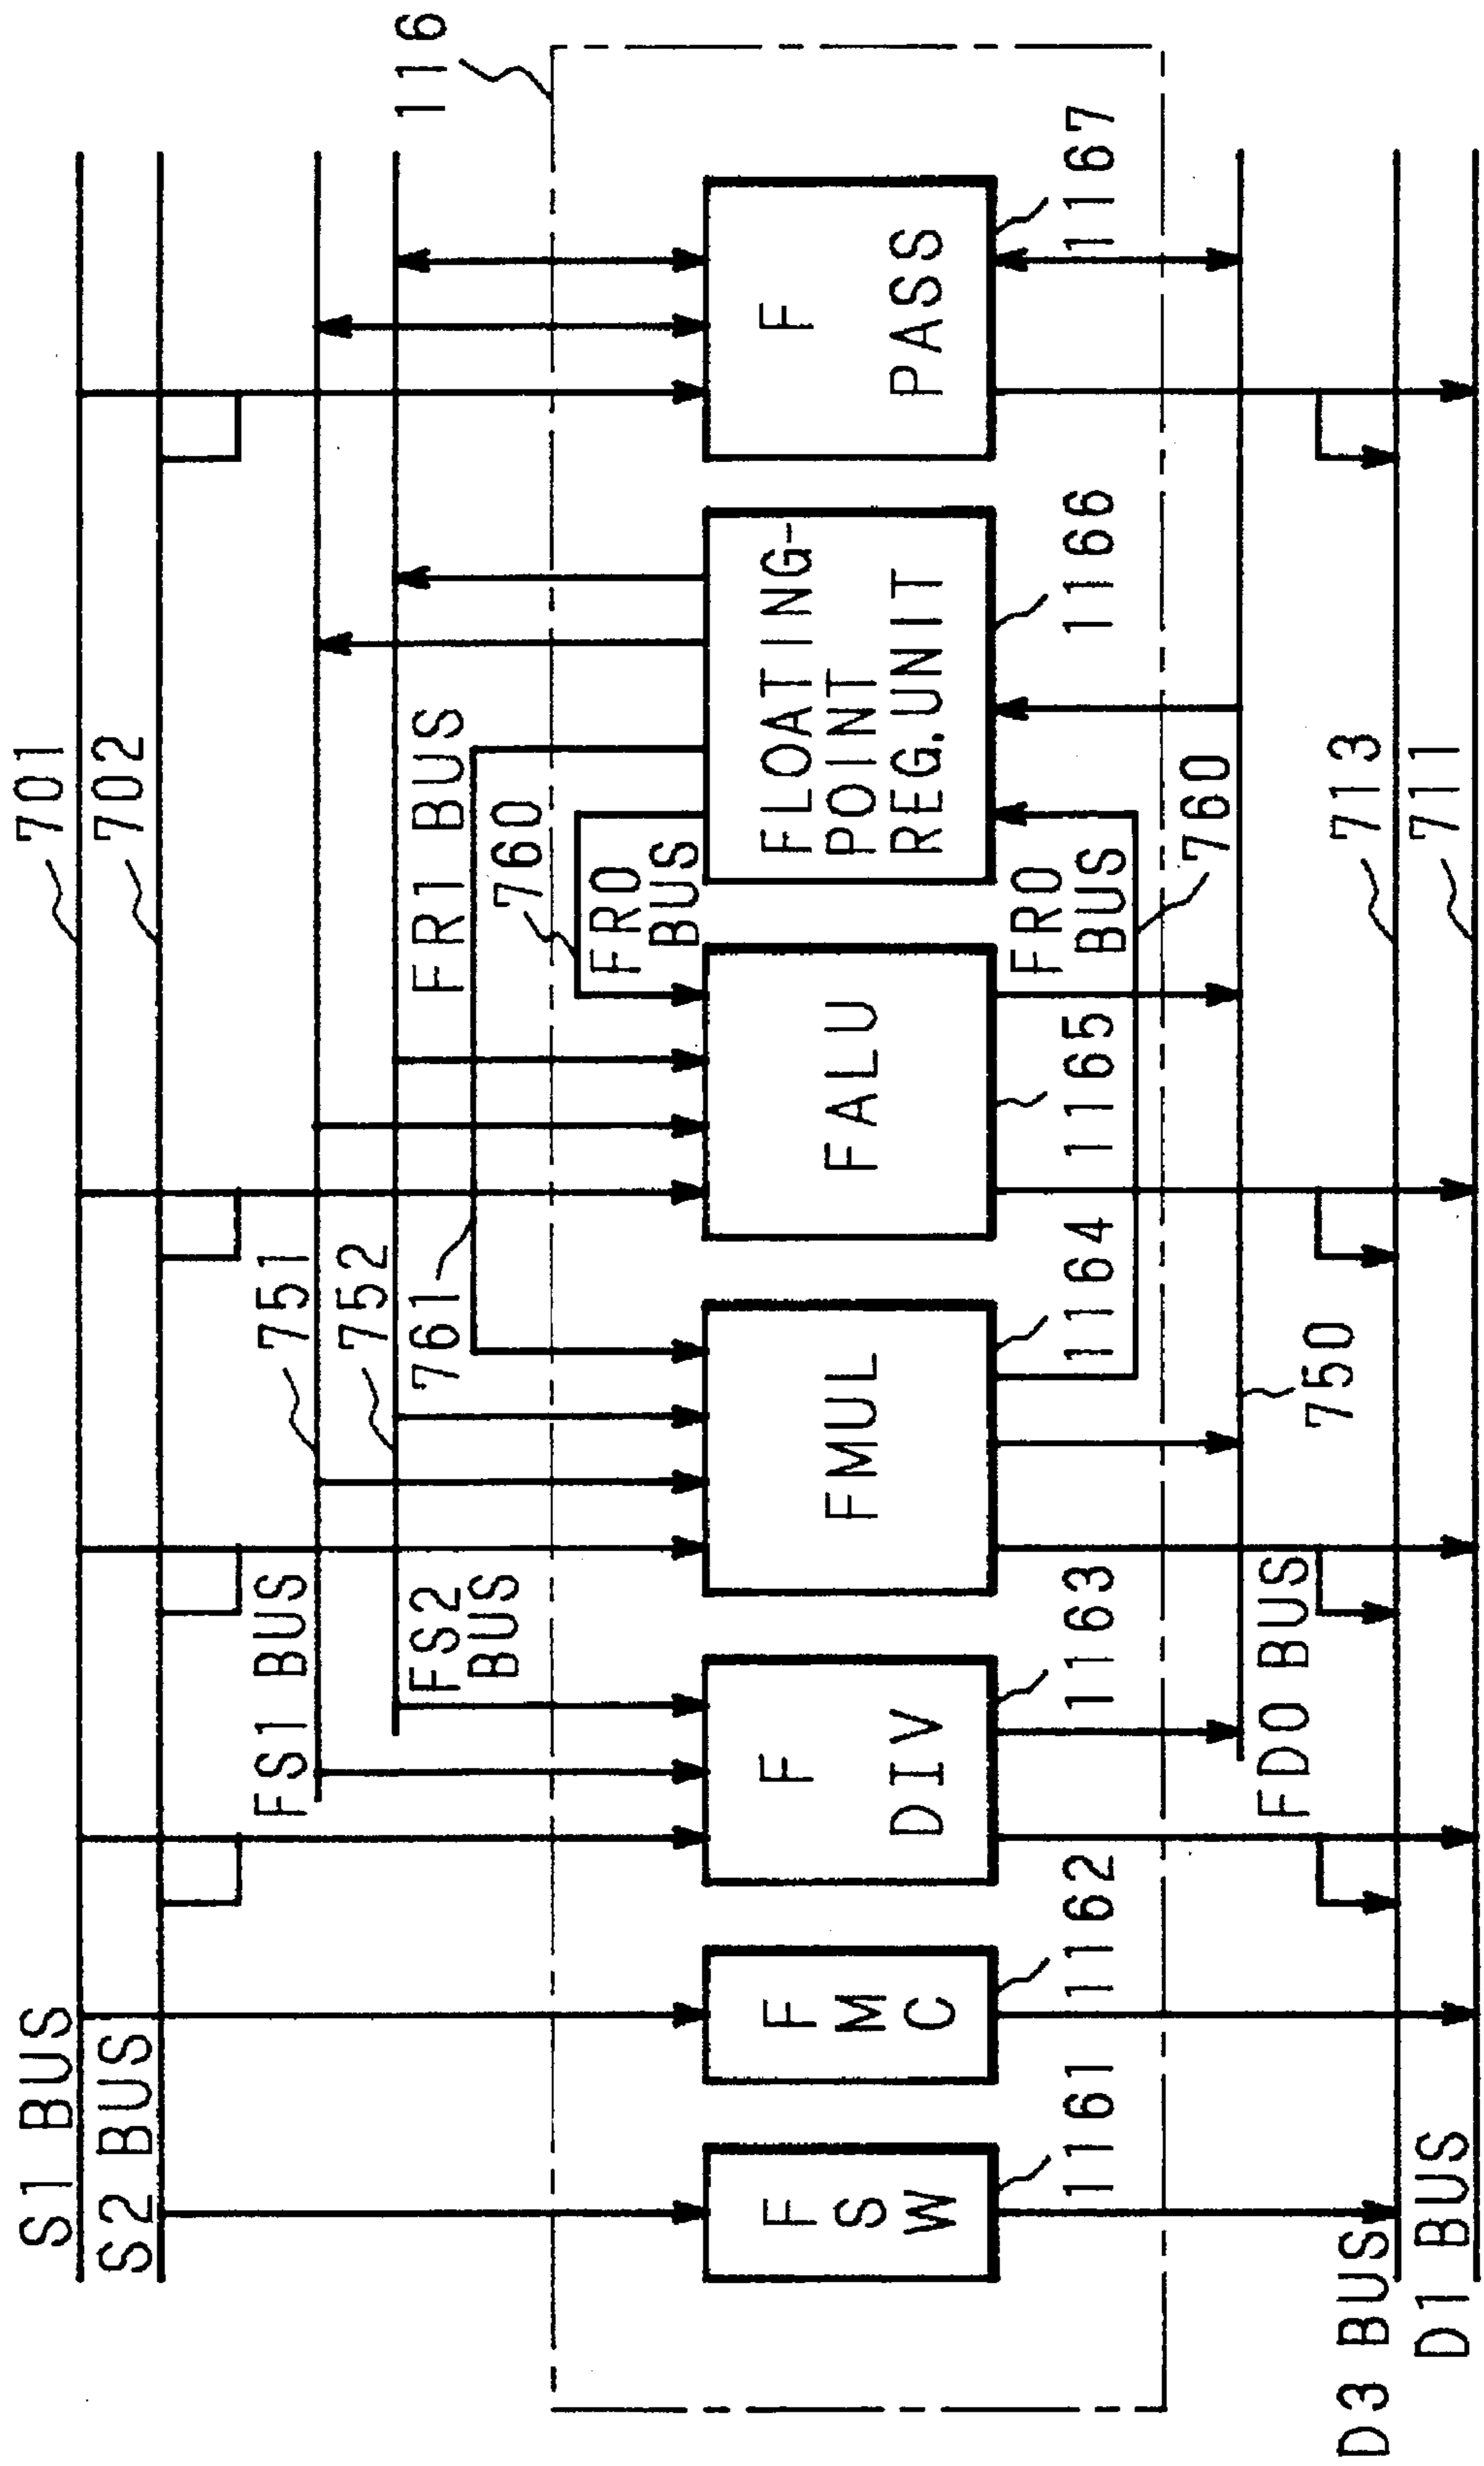 S1 BUS
701
S2 BUS
702
FS1 BUS
751
752
FS2
BUS
761
FR1 BUS
760
FR0
BUS
116
F
S
W
F
M
C
F
DIV
FMUL
FALU
FLOATING-
POINT
REG.UNIT
F
PASS
1161
1162
1163
1164
1165
FR0
BUS
1166
1167
760
FD0 BUS
750
D3 BUS
713
D1 BUS
711